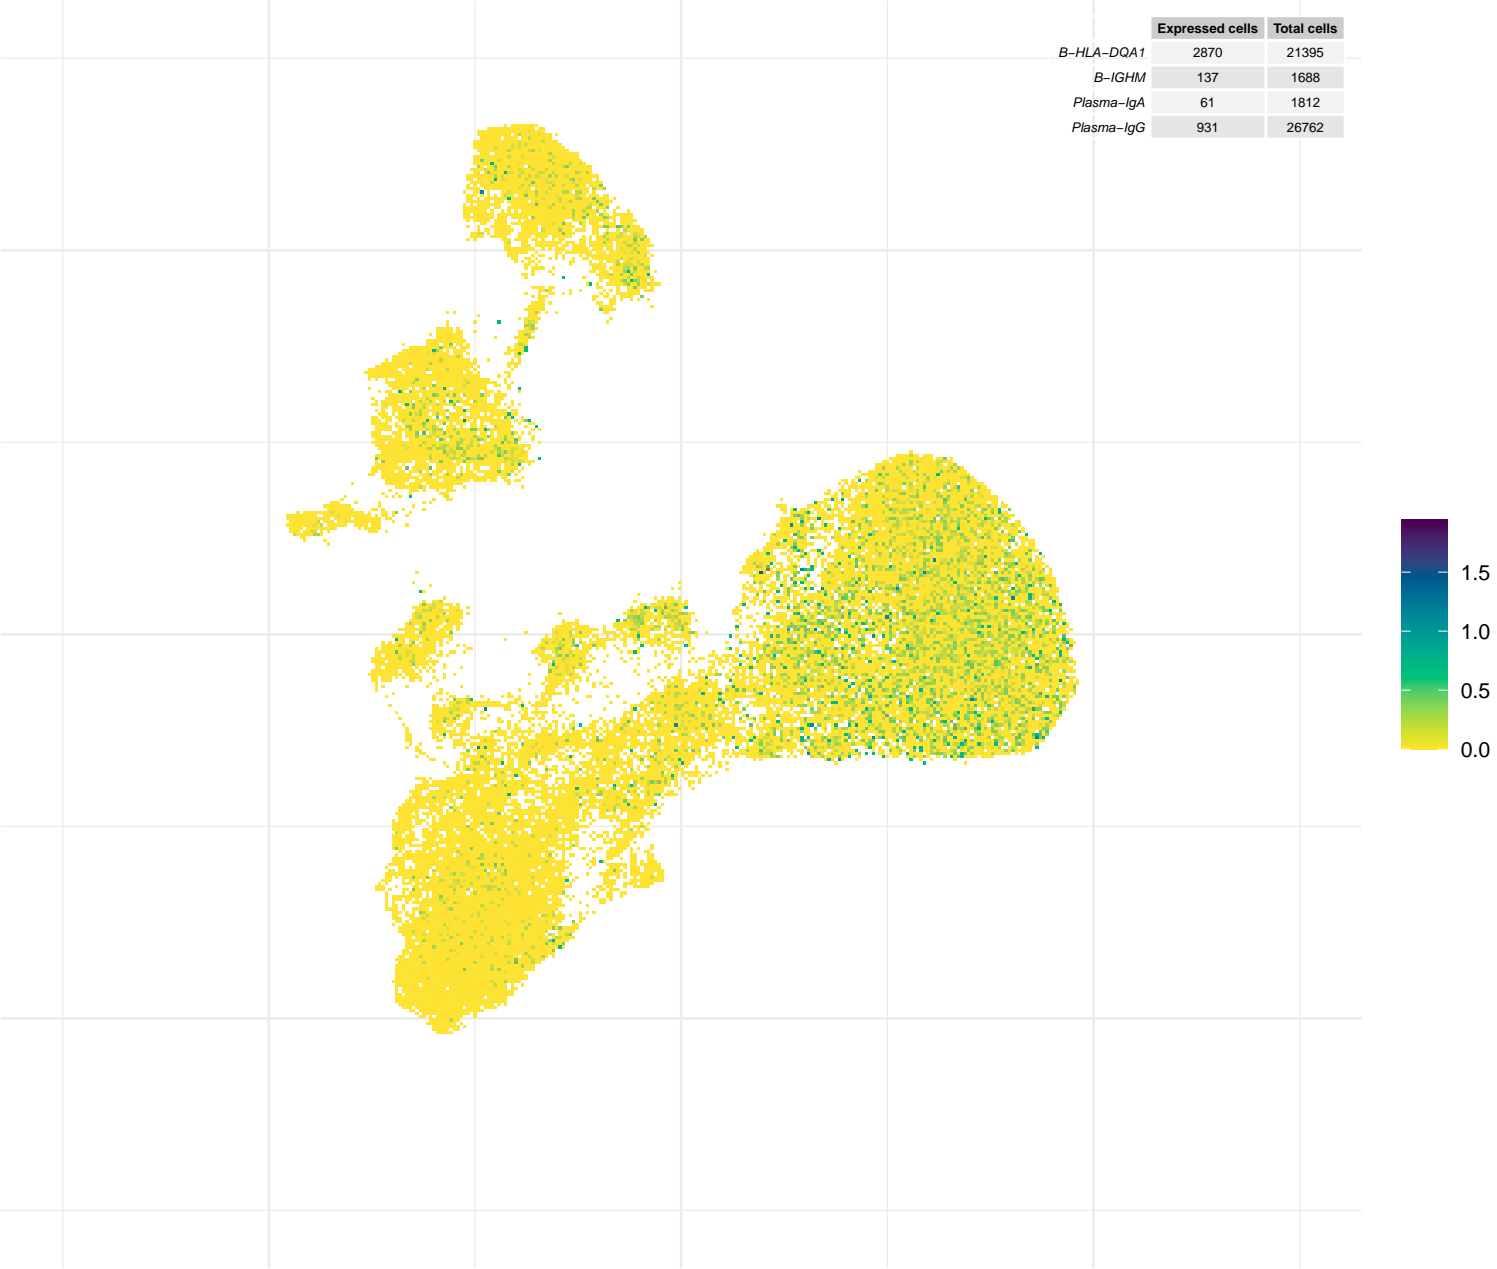 Expressed cells Total cells
B−HLA−DQA1 2870 21395
B−IGHM 137 1688
Plasma−IgA 61 1812
Plasma−IgG 931 26762
1.5
1.0
0.5
0.0